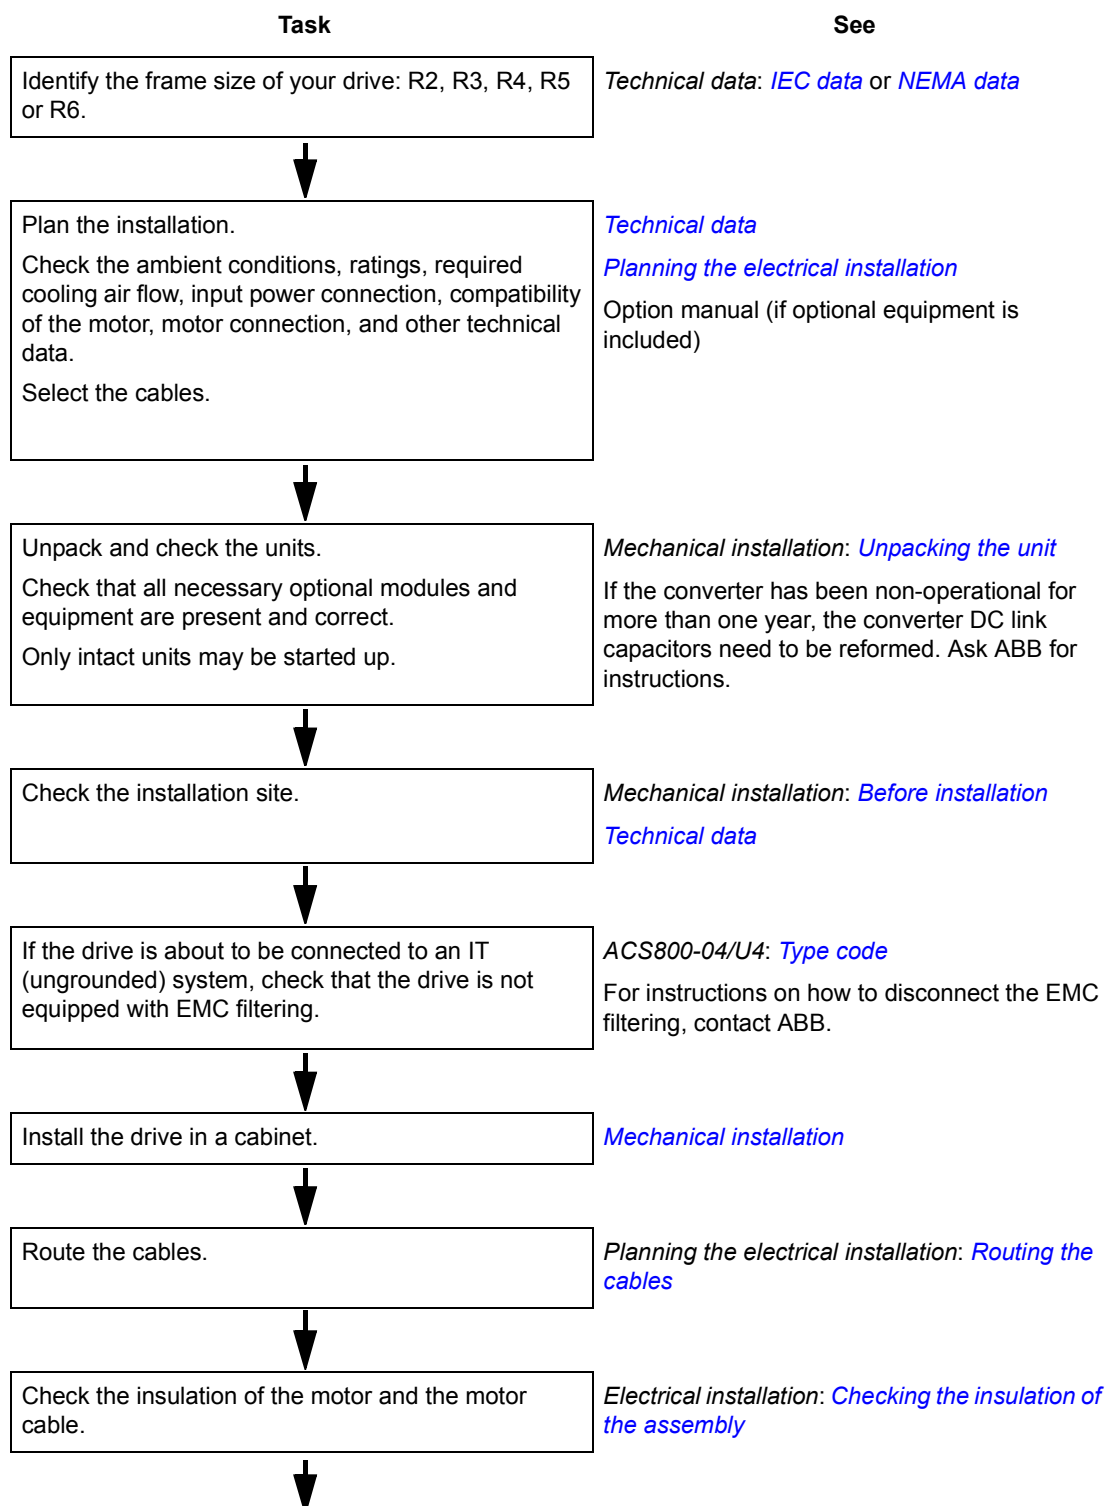 Task
See
Identify the frame size of your drive: R2, R3, R4, R5
or R6.
Technical data: IEC data or NEMA data
Plan the installation.
Check the ambient conditions, ratings, required
cooling air flow, input power connection, compatibility
of the motor, motor connection, and other technical
data.
Select the cables.
Technical data
Planning the electrical installation
Option manual (if optional equipment is
included)
Unpack and check the units.
Check that all necessary optional modules and
equipment are present and correct.
Only intact units may be started up.
Mechanical installation: Unpacking the unit
If the converter has been non-operational for
more than one year, the converter DC link
capacitors need to be reformed. Ask ABB for
instructions.
Check the installation site.
Mechanical installation: Before installation
Technical data
If the drive is about to be connected to an IT
(ungrounded) system, check that the drive is not
equipped with EMC filtering.
ACS800-04/U4: Type code
For instructions on how to disconnect the EMC
filtering, contact ABB.
Install the drive in a cabinet.
Mechanical installation
Route the cables.
Planning the electrical installation: Routing the
cables
Check the insulation of the motor and the motor
cable.
Electrical installation: Checking the insulation of
the assembly